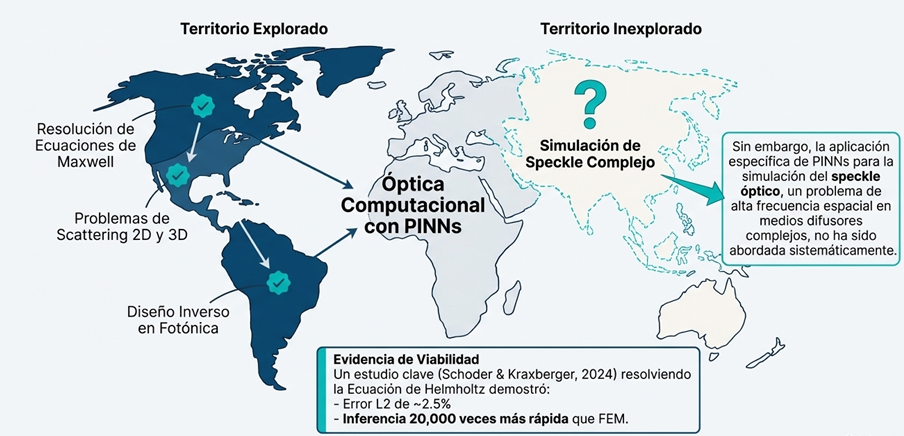 Territorio Explorado
Territorio Inexplorado
Resolución de
Ecuaciones de
Maxwell
Problemas de
Scattering 2D y 3D
Diseño Inverso
en Fotónica
Óptica
Computacional
con PINNs
?
Simulación de
Speckle Complejo
Sin embargo, la aplicación
específica de PINNs para la
simulación del speckle
óptico, un problema de
alta frecuencia espacial en
medios difusores
complejos, no ha sido
abordada sistemáticamente.
Evidencia de Viabilidad
Un estudio clave (Schoder & Kraxberger, 2024) resolviendo
la Ecuación de Helmholtz demostró:
- Error L2 de ~2.5%
- Inferencia 20,000 veces más rápida que FEM.